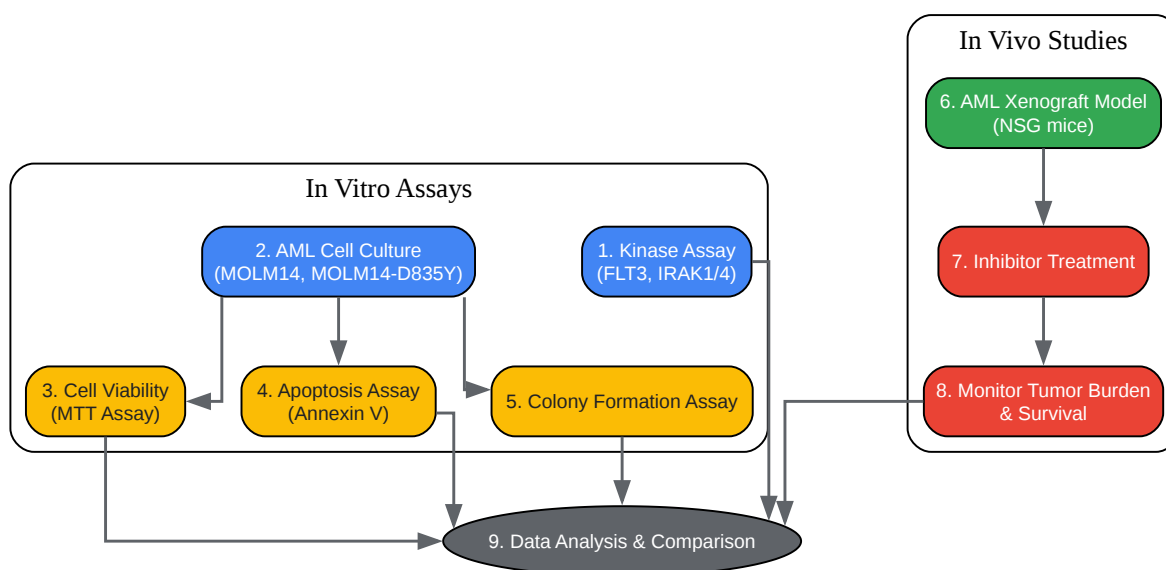 In Vivo Studies
6. AML Xenograft Model
(NSG mice)
In Vitro Assays
2. AML Cell Culture
(MOLM14, MOLM14-D835Y)
1. Kinase Assay
(FLT3, IRAK1/4)
7. Inhibitor Treatment
3. Cell Viability
(MTT Assay)
4. Apoptosis Assay
(Annexin V)
5. Colony Formation Assay
8. Monitor Tumor Burden
& Survival
9. Data Analysis & Comparison